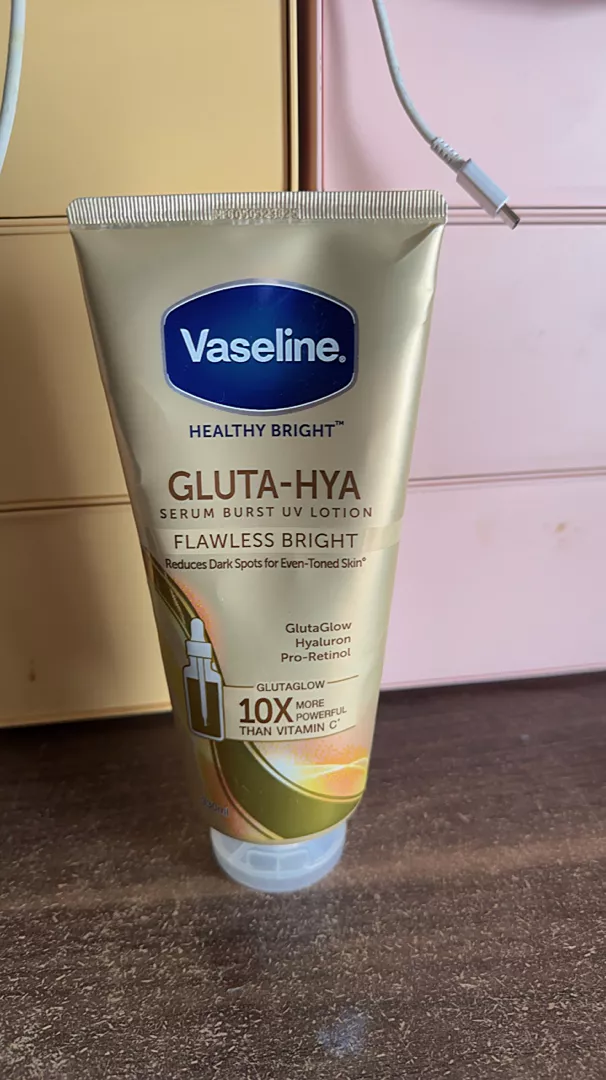 Vaseline®
HEALTHY BRIGHT™
GLUTA-HYA
SERUM BURST UV LOTION
FLAWLESS BRIGHT
Reduces Dark Spots for Even-Toned Skin°
GlutaGlow
Hyaluron
Pro-Retinol
GLUTAGLOW
10X MORE POWERFUL
THAN VITAMIN C*